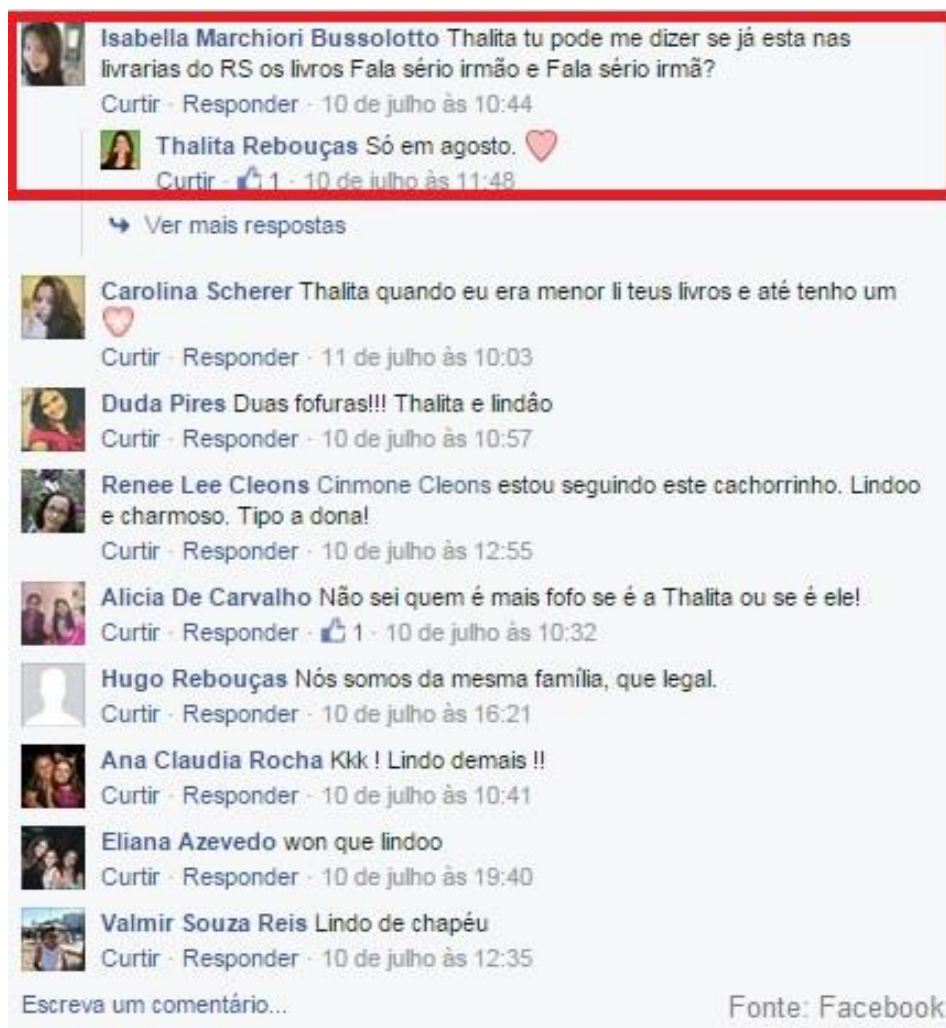 Isabella Marchiori Bussolotto Thalita tu pode me dizer se já esta nas
livrarias do RS os livros Fala sério irmão e Fala sério irmã?
Curtir · Responder · 10 de julho às 10:44
Thalita Rebouças Só em agosto.
Curtir · 1 · 10 de julho às 11:48
Ver mais respostas
Carolina Scherer Thalita quando eu era menor li teus livros e até tenho um
Curtir · Responder · 11 de julho às 10:03
Duda Pires Duas fofuras!!! Thalita e lindâo
Curtir · Responder · 10 de julho às 10:57
Renee Lee Cleons Cinmone Cleons estou seguindo este cachorrinho. Lindoo
e charmoso. Tipo a dona!
Curtir · Responder · 10 de julho às 12:55
Alicia De Carvalho Não sei quem é mais fofo se é a Thalita ou se é ele!
Curtir · Responder · 1 · 10 de julho às 10:32
Hugo Rebouças Nós somos da mesma família, que legal.
Curtir · Responder · 10 de julho às 16:21
Ana Claudia Rocha Kkk ! Lindo demais !!
Curtir · Responder · 10 de julho às 10:41
Eliana Azevedo won que lindoo
Curtir · Responder · 10 de julho às 19:40
Valmir Souza Reis Lindo de chapéu
Curtir · Responder · 10 de julho às 12:35
Escreva um comentário...
Fonte: Facebook